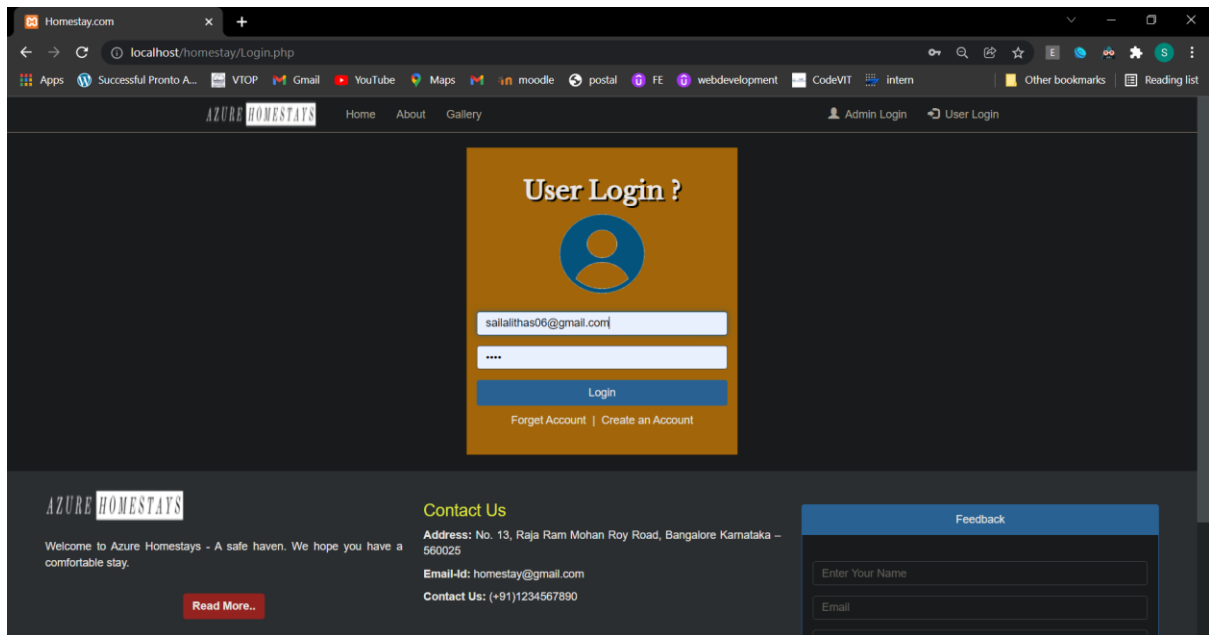 Homestay.com
localhost/homestay/Login.php
Apps Successful Pronto A... VTOP Gmail YouTube Maps moodle postal FE webdevelopment CodeVIT intern Other bookmarks Reading list
AZURE HOMESTAYS Home About Gallery Admin Login User Login
User Login ?
sailalithas06@gmail.com
••••
Login
Forget Account | Create an Account
AZURE HOMESTAYS
Welcome to Azure Homestays - A safe haven. We hope you have a
comfortable stay.
Read More..
Contact Us
Address: No. 13, Raja Ram Mohan Roy Road, Bangalore Karnataka –
560025
Email-Id: homestay@gmail.com
Contact Us: (+91)1234567890
Feedback
Enter Your Name
Email